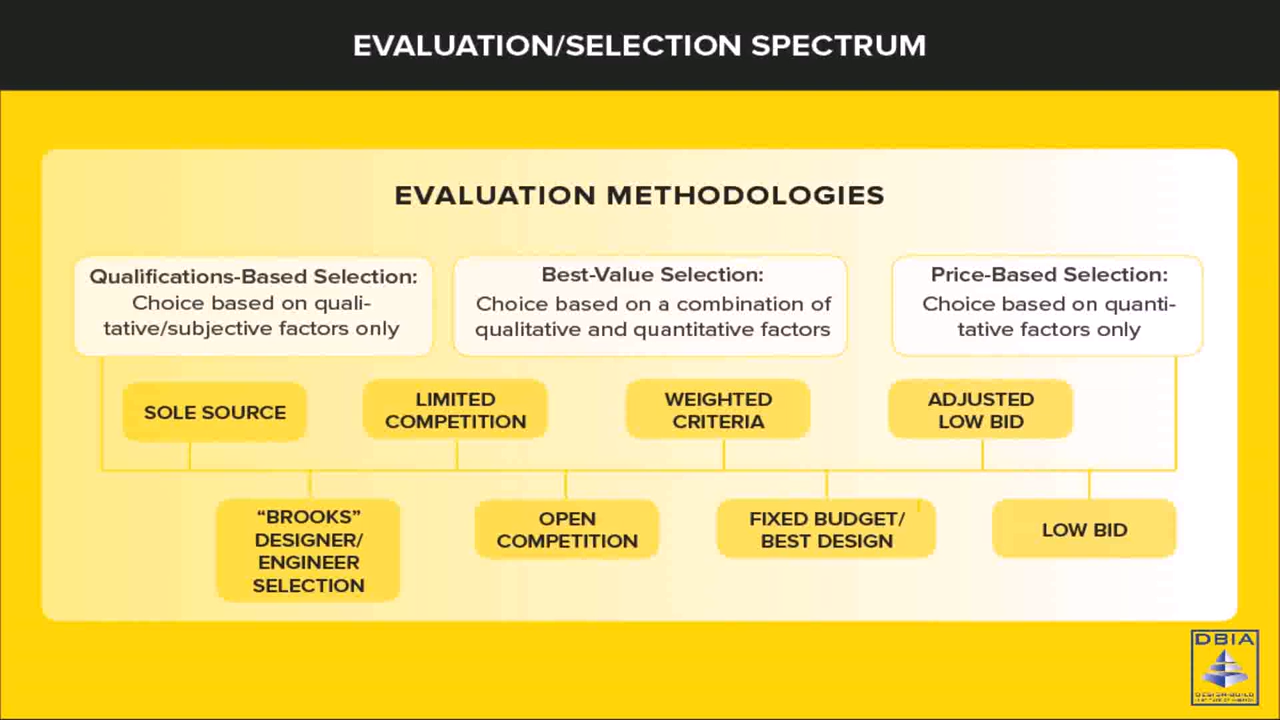 EVALUATION/SELECTION SPECTRUM
EVALUATION METHODOLOGIES
Qualifications-Based Selection:
Choice based on quali-
tative/subjective factors only
Best-Value Selection:
Choice based on a combination of
qualitative and quantitative factors
Price-Based Selection:
Choice based on quanti-
tative factors only
SOLE SOURCE
LIMITED
COMPETITION
WEIGHTED
CRITERIA
ADJUSTED
LOW BID
“BROOKS”
DESIGNER/
ENGINEER
SELECTION
OPEN
COMPETITION
FIXED BUDGET/
BEST DESIGN
LOW BID
DBIA
DESIGN-BUILD